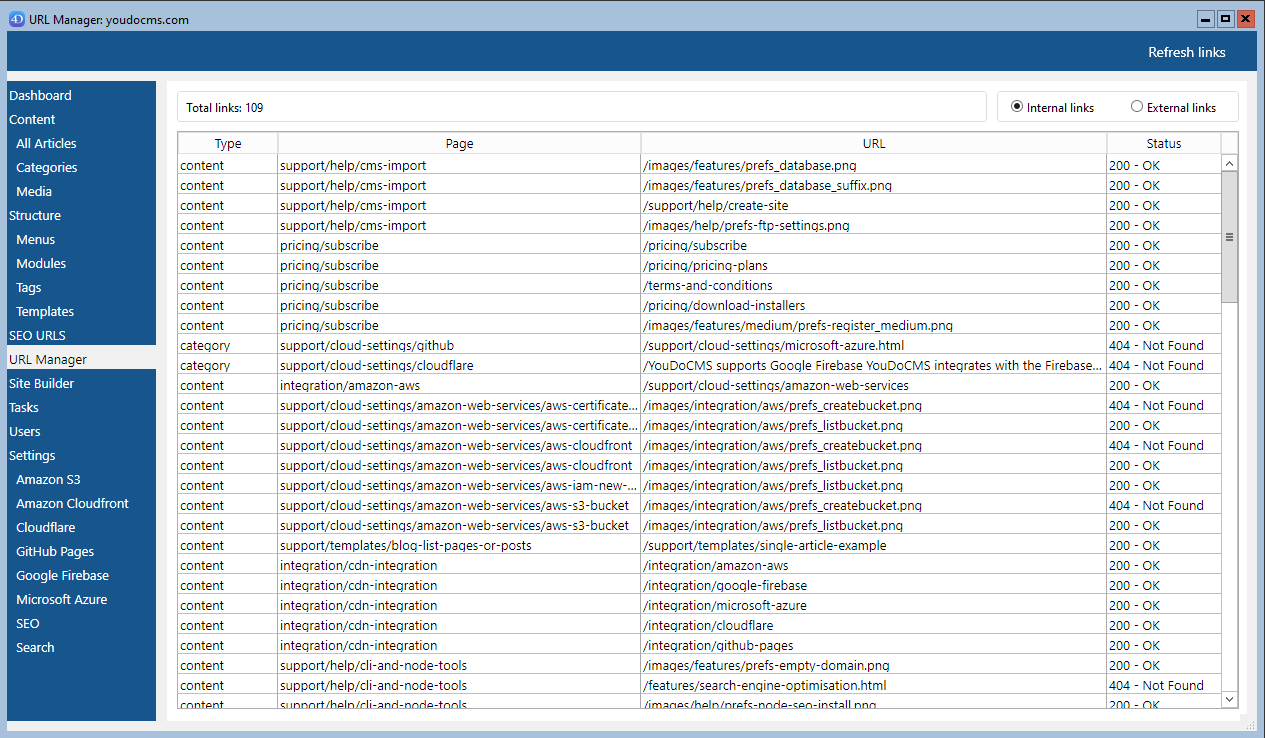 URL Manager: youdocms.com
Refresh links
Dashboard
Content
All Articles
Categories
Media
Structure
Menus
Modules
Tags
Templates
SEO URLS
URL Manager
Site Builder
Tasks
Users
Settings
Amazon S3
Amazon Cloudfront
Cloudflare
GitHub Pages
Google Firebase
Microsoft Azure
SEO
Search
Total links: 109
Internal links External links
Type Page URL Status
content support/help/cms-import /images/features/prefs_database.png 200 - OK
content support/help/cms-import /images/features/prefs_database_suffix.png 200 - OK
content support/help/cms-import /support/help/create-site 200 - OK
content support/help/cms-import /images/help/prefs-ftp-settings.png 200 - OK
content pricing/subscribe /pricing/subscribe 200 - OK
content pricing/subscribe /pricing/pricing-plans 200 - OK
content pricing/subscribe /terms-and-conditions 200 - OK
content pricing/subscribe /pricing/download-installers 200 - OK
content pricing/subscribe /images/features/medium/prefs-register_medium.png 200 - OK
category support/cloud-settings/github /support/cloud-settings/microsoft-azure.html 404 - Not Found
category support/cloud-settings/cloudflare /YouDoCMS supports Google Firebase YouDoCMS integrates with the Firebase... 404 - Not Found
content integration/amazon-aws /support/cloud-settings/amazon-web-services 200 - OK
content support/cloud-settings/amazon-web-services/aws-certificate... /images/integration/aws/prefs_createbucket.png 404 - Not Found
content support/cloud-settings/amazon-web-services/aws-certificate... /images/integration/aws/prefs_listbucket.png 200 - OK
content support/cloud-settings/amazon-web-services/aws-cloudfront /images/integration/aws/prefs_createbucket.png 404 - Not Found
content support/cloud-settings/amazon-web-services/aws-cloudfront /images/integration/aws/prefs_listbucket.png 200 - OK
content support/cloud-settings/amazon-web-services/aws-iam-new-... /images/integration/aws/prefs_listbucket.png 200 - OK
content support/cloud-settings/amazon-web-services/aws-s3-bucket /images/integration/aws/prefs_createbucket.png 404 - Not Found
content support/cloud-settings/amazon-web-services/aws-s3-bucket /images/integration/aws/prefs_listbucket.png 200 - OK
content support/templates/blog-list-pages-or-posts /support/templates/single-article-example 200 - OK
content integration/cdn-integration /integration/amazon-aws 200 - OK
content integration/cdn-integration /integration/google-firebase 200 - OK
content integration/cdn-integration /integration/microsoft-azure 200 - OK
content integration/cdn-integration /integration/cloudflare 200 - OK
content integration/cdn-integration /integration/github-pages 200 - OK
content support/help/cli-and-node-tools /images/features/prefs-empty-domain.png 200 - OK
content support/help/cli-and-node-tools /features/search-engine-optimisation.html 404 - Not Found
content support/help/cli-and-node-tools /images/help/prefs-node-seo-install.png 200 - OK